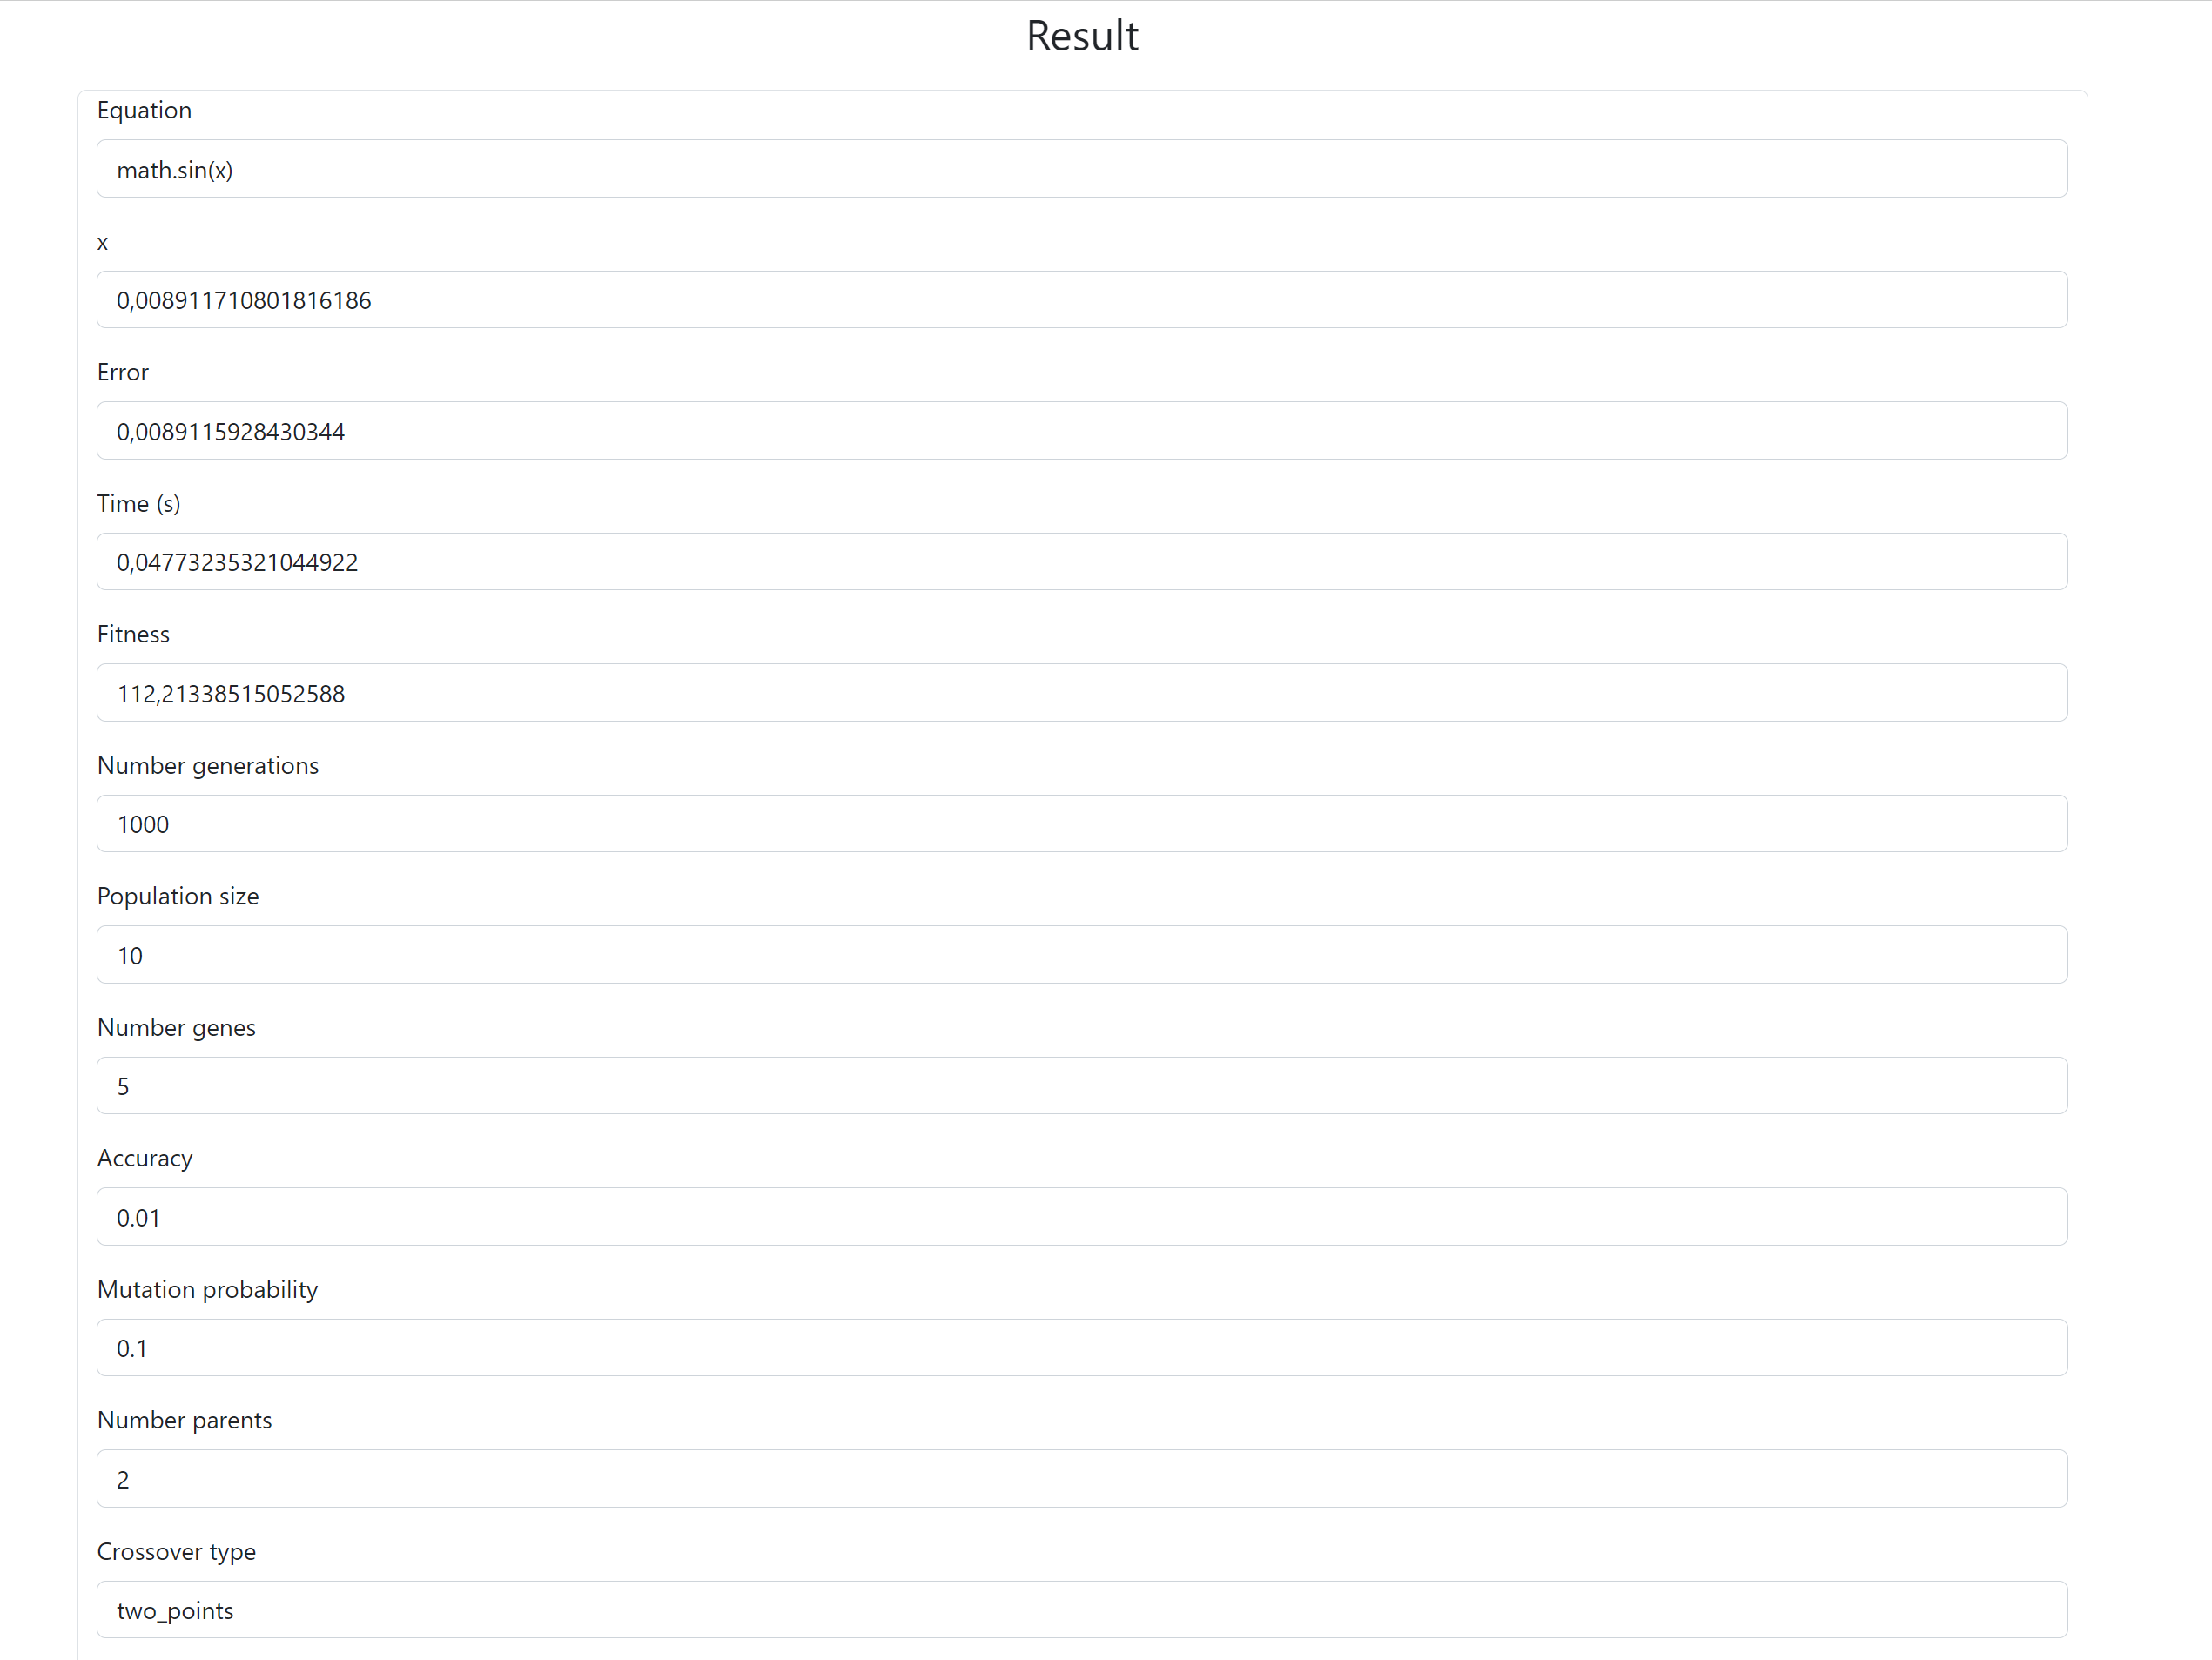 Result
Equation
math.sin(x)
x
0,008911710801816186
Error
0,0089115928430344
Time (s)
0,04773235321044922
Fitness
112,21338515052588
Number generations
1000
Population size
10
Number genes
5
Accuracy
0.01
Mutation probability
0.1
Number parents
2
Crossover type
two_points